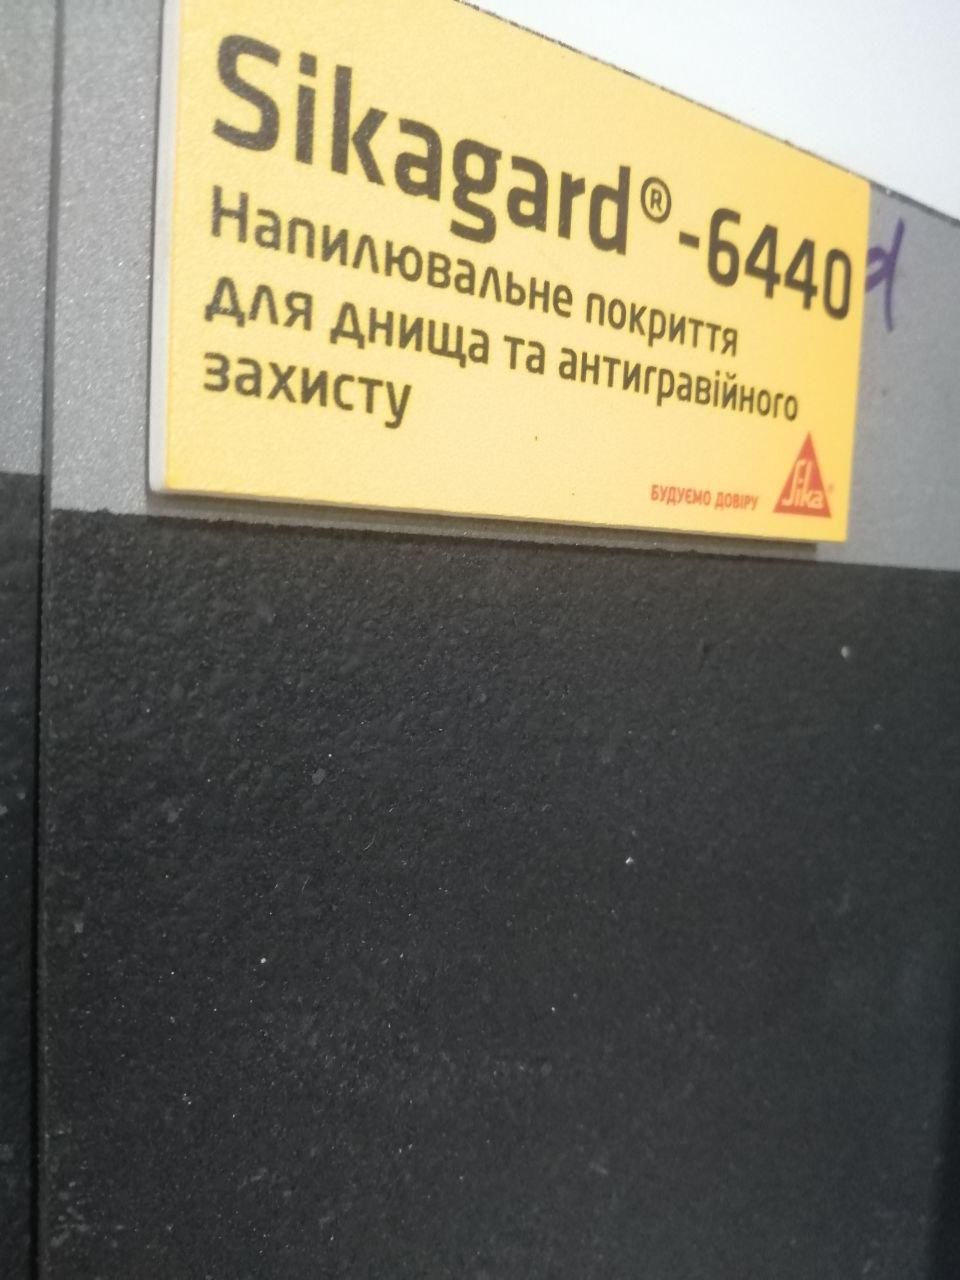 Sikagard®-6440
Напилювальне покриття
для днища та антигравійного
захисту
БУДУЄМО ДОВІРУ
Sika®